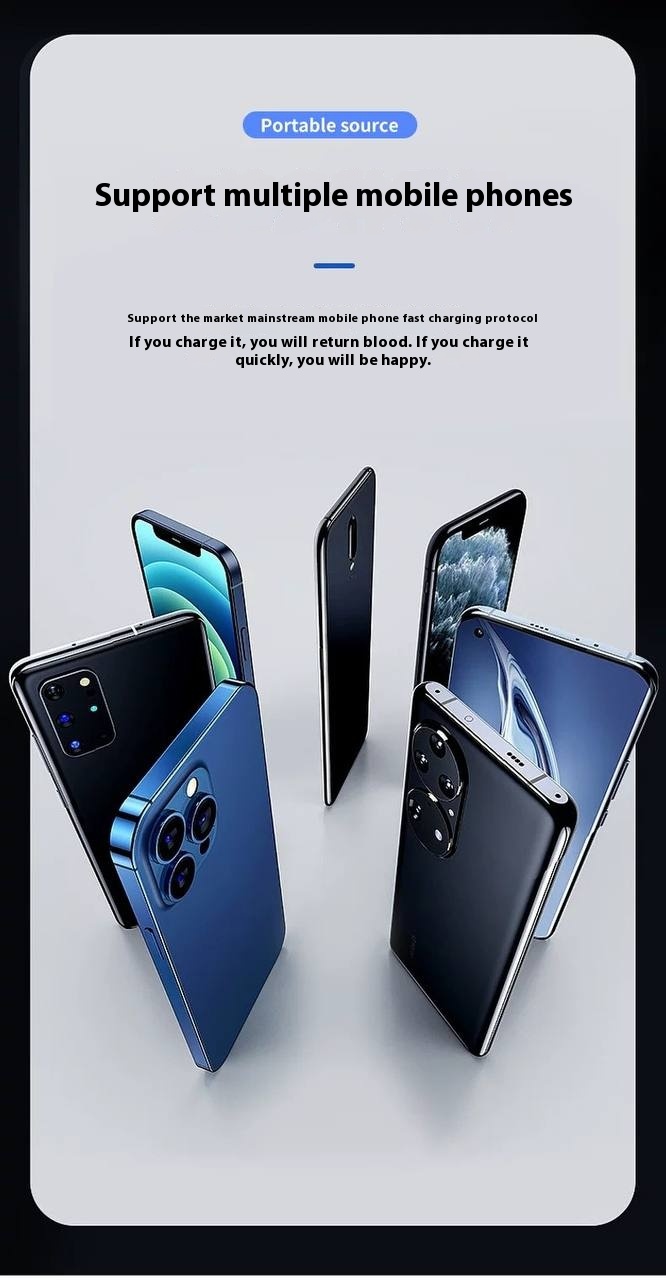 Portable source
Support multiple mobile phones
Support the market mainstream mobile phone fast charging protocol
If you charge it, you will return blood. If you charge it
quickly, you will be happy.